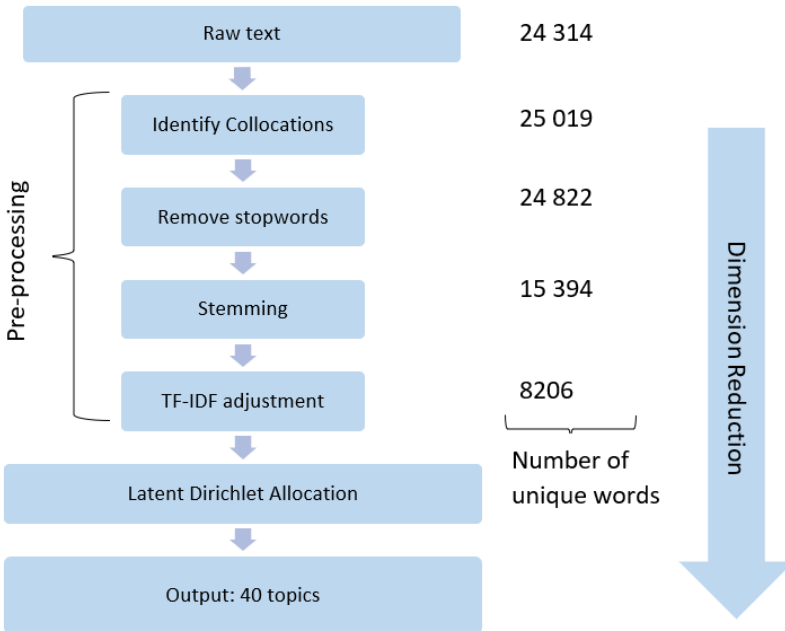 Raw text
24 314
Identify Collocations
25 019
Remove stopwords
24 822
Stemming
15 394
TF-IDF adjustment
8206
Pre-processing
Number of
unique words
Dimension Reduction
Latent Dirichlet Allocation
Output: 40 topics